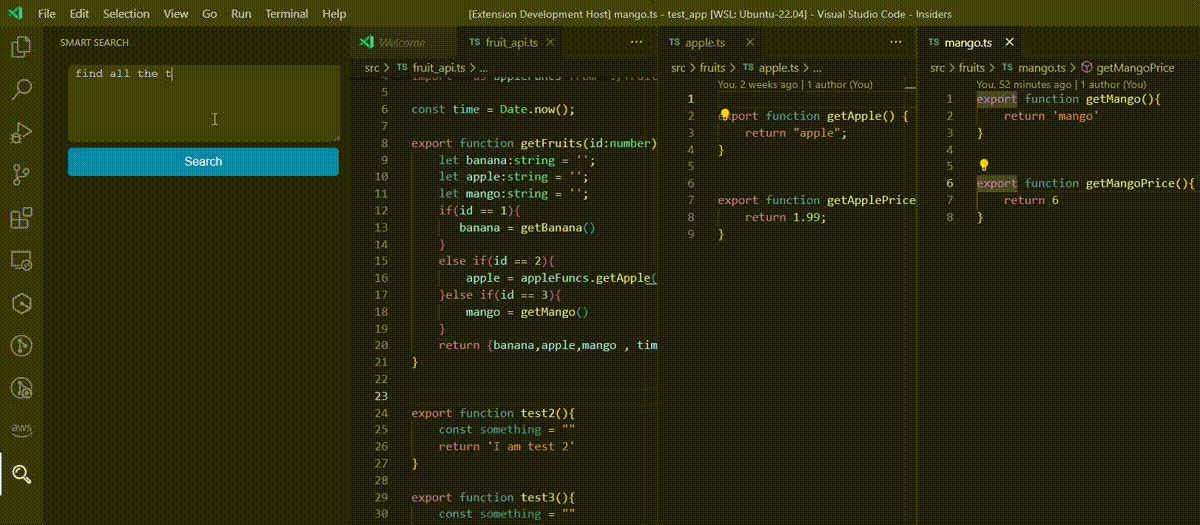 File Edit Selection View Go Run Terminal Help
[Extension Development Host] mango.ts - test_app [WSL: Ubuntu-22.04] - Visual Studio Code - Insiders
SMART SEARCH
find all the t
Search
aws
Welcome
TS fruit_api.ts
src > TS fruit_api.ts > ...
5
6 const time = Date.now();
7
8 export function getFruits(id:number)
9 let banana:string = '';
10 let apple:string = '';
11 let mango:string = '';
12 if(id == 1){
13 banana = getBanana()
14 }
15 else if(id == 2){
16 apple = appleFuncs.getApple(
17 }else if(id == 3){
18 mango = getMango()
19 }
20 return {banana,apple,mango , tim
21 }
22
23
24 export function test2(){
25 const something = ""
26 return 'I am test 2'
27 }
28
29 export function test3(){
30 const something = ""
TS apple.ts
src > fruits > TS apple.ts > ...
You, 2 weeks ago | 1 author (You)
1
2 export function getApple() {
3 return "apple";
4 }
5
6
7 export function getApplePrice
8 return 1.99;
9 }
TS mango.ts
src > fruits > TS mango.ts > getMangoPrice
You, 52 minutes ago | 1 author (You)
1 export function getMango(){
2 return 'mango'
3 }
4
5
6 export function getMangoPrice(){
7 return 6
8 }